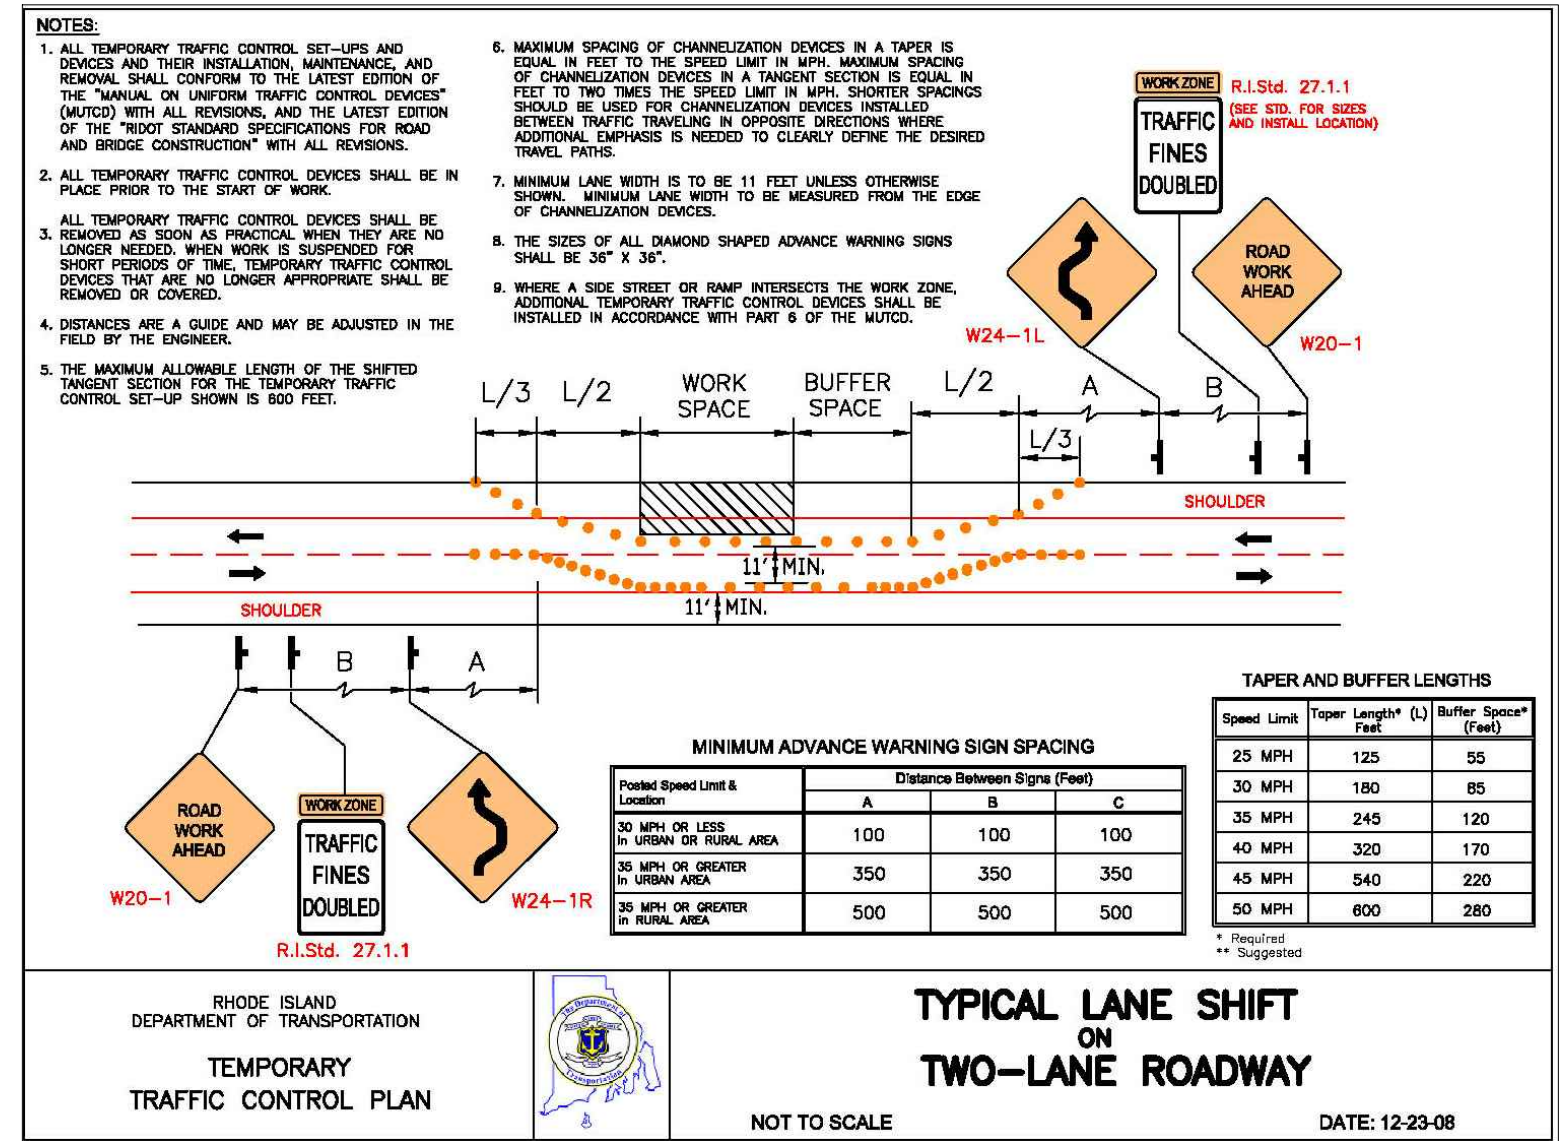 NOTES:
1. ALL TEMPORARY TRAFFIC CONTROL SET-UPS AND
DEVICES AND THEIR INSTALLATION, MAINTENANCE, AND
REMOVAL SHALL CONFORM TO THE LATEST EDITION OF
THE "MANUAL ON UNIFORM TRAFFIC CONTROL DEVICES"
(MUTCD) WITH ALL REVISIONS, AND THE LATEST EDITION
OF THE "RIDOT STANDARD SPECIFICATIONS FOR ROAD
AND BRIDGE CONSTRUCTION" WITH ALL REVISIONS.
2. ALL TEMPORARY TRAFFIC CONTROL DEVICES SHALL BE IN
PLACE PRIOR TO THE START OF WORK.
ALL TEMPORARY TRAFFIC CONTROL DEVICES SHALL BE
3. REMOVED AS SOON AS PRACTICAL WHEN THEY ARE NO
LONGER NEEDED. WHEN WORK IS SUSPENDED FOR
SHORT PERIODS OF TIME, TEMPORARY TRAFFIC CONTROL
DEVICES THAT ARE NO LONGER APPROPRIATE SHALL BE
REMOVED OR COVERED.
4. DISTANCES ARE A GUIDE AND MAY BE ADJUSTED IN THE
FIELD BY THE ENGINEER.
5. THE MAXIMUM ALLOWABLE LENGTH OF THE SHIFTED
TANGENT SECTION FOR THE TEMPORARY TRAFFIC
CONTROL SET-UP SHOWN IS 600 FEET.
6. MAXIMUM SPACING OF CHANNELIZATION DEVICES IN A TAPER IS
EQUAL IN FEET TO THE SPEED LIMIT IN MPH. MAXIMUM SPACING
OF CHANNELIZATION DEVICES IN A TANGENT SECTION IS EQUAL IN
FEET TO TWO TIMES THE SPEED LIMIT IN MPH. SHORTER SPACINGS
SHOULD BE USED FOR CHANNELIZATION DEVICES INSTALLED
BETWEEN TRAFFIC TRAVELING IN OPPOSITE DIRECTIONS WHERE
ADDITIONAL EMPHASIS IS NEEDED TO CLEARLY DEFINE THE DESIRED
TRAVEL PATHS.
7. MINIMUM LANE WIDTH IS TO BE 11 FEET UNLESS OTHERWISE
SHOWN. MINIMUM LANE WIDTH TO BE MEASURED FROM THE EDGE
OF CHANNELIZATION DEVICES.
8. THE SIZES OF ALL DIAMOND SHAPED ADVANCE WARNING SIGNS
SHALL BE 36" X 36".
9. WHERE A SIDE STREET OR RAMP INTERSECTS THE WORK ZONE,
ADDITIONAL TEMPORARY TRAFFIC CONTROL DEVICES SHALL BE
INSTALLED IN ACCORDANCE WITH PART 6 OF THE MUTCD.
WORK ZONE
TRAFFIC
FINES
DOUBLED
R.I.Std. 27.1.1
(SEE STD. FOR SIZES
AND INSTALL LOCATION)
W24-1L
ROAD
WORK
AHEAD
W20-1
L/3
L/2
WORK
SPACE
BUFFER
SPACE
L/2
A
B
L/3
SHOULDER
11' MIN.
11' MIN.
SHOULDER
B
A
ROAD
WORK
AHEAD
W20-1
WORK ZONE
TRAFFIC
FINES
DOUBLED
R.I.Std. 27.1.1
W24-1R
MINIMUM ADVANCE WARNING SIGN SPACING
Posted Speed Limit &
Location
Distance Between Signs (Feet)
A B C
30 MPH OR LESS
in URBAN OR RURAL AREA
100 100 100
35 MPH OR GREATER
in URBAN AREA
350 350 350
35 MPH OR GREATER
in RURAL AREA
500 500 500
TAPER AND BUFFER LENGTHS
Speed Limit
Taper Length* (L)
Feet
Buffer Space*
(Feet)
25 MPH 125 55
30 MPH 180 85
35 MPH 245 120
40 MPH 320 170
45 MPH 540 220
50 MPH 600 280
* Required
** Suggested
RHODE ISLAND
DEPARTMENT OF TRANSPORTATION
TEMPORARY
TRAFFIC CONTROL PLAN
The Department of
Transportation
TYPICAL LANE SHIFT
ON
TWO-LANE ROADWAY
NOT TO SCALE
DATE: 12-23-08